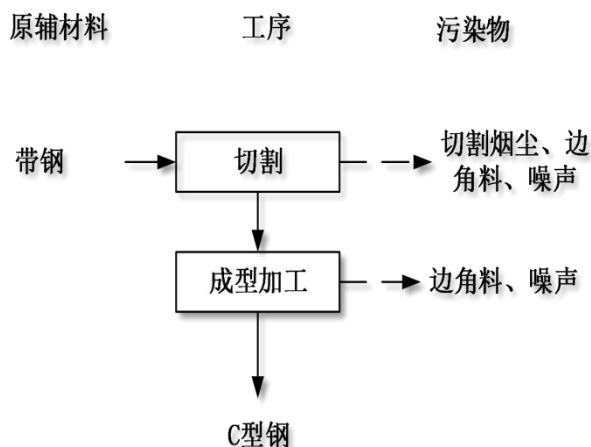 原辅材料
工序
污染物
带钢
切割
切割烟尘、边
角料、噪声
成型加工
边角料、噪声
C型钢